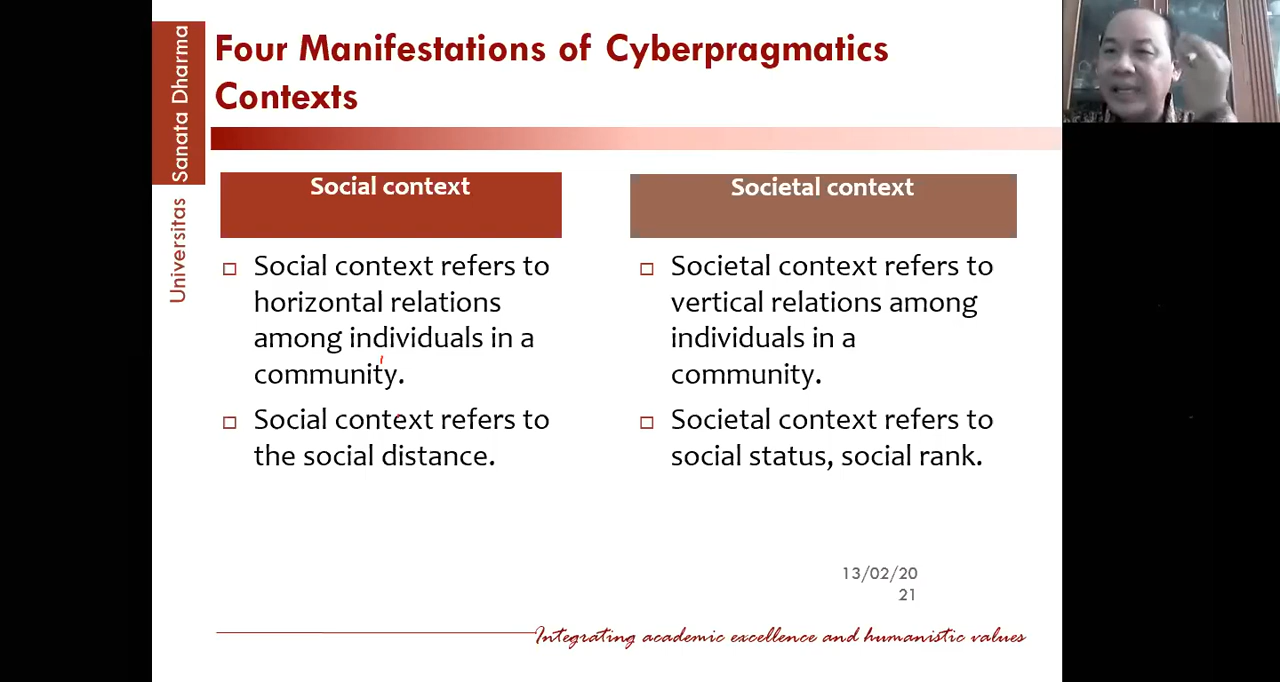 Universitas Sanata Dharma
Four Manifestations of Cyberpragmatics
Contexts
Social context
Social context refers to
horizontal relations
among individuals in a
community.
Social context refers to
the social distance.
Societal context
Societal context refers to
vertical relations among
individuals in a
community.
Societal context refers to
social status, social rank.
13/02/20
21
Integrating academic excellence and humanistic values